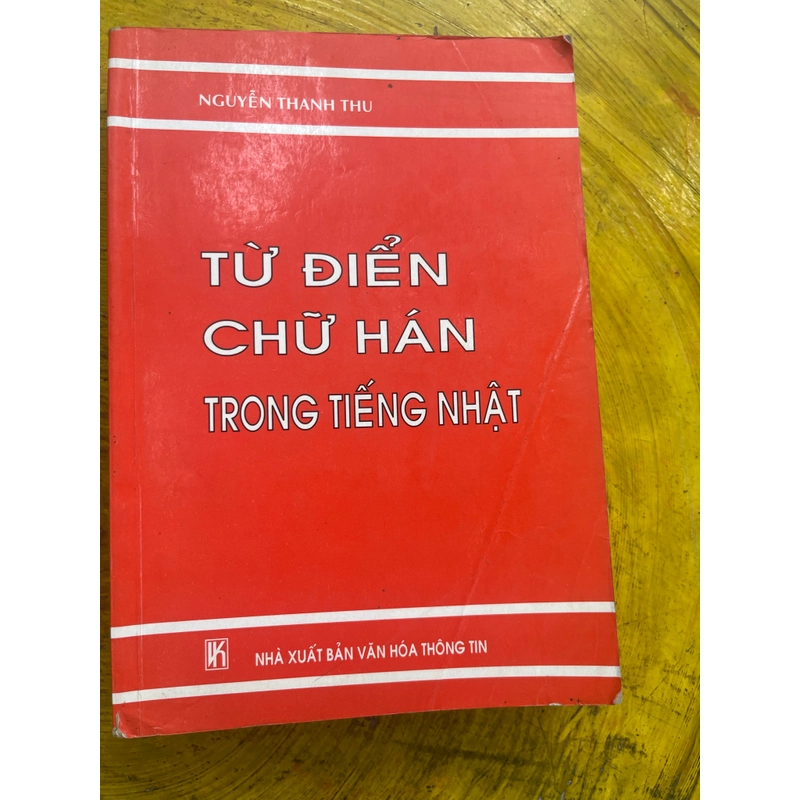 NGUYỄN THANH THU
TỪ ĐIỂN
CHỮ HÁN
TRONG TIẾNG NHẬT
NHÀ XUẤT BẢN VĂN HÓA THÔNG TIN